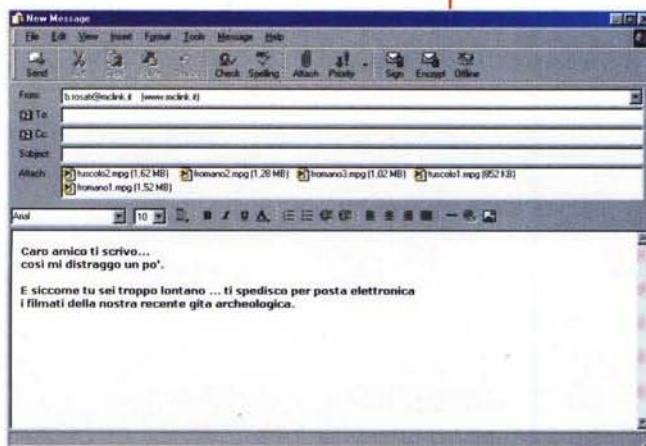 New Message
File Edit View Insert Format Tools Message Help
Send Check Spelling Attach Priority Sign Encrypt Offline
From: b.rosati@mclink.it (www.mclink.it)
To:
Cc:
Subject:
Attach: tuscolo2.mpg (1,62 MB) fromano2.mpg (1,28 MB) fromano3.mpg (1,02 MB) tuscolo1.mpg (852 KB)
fromano1.mpg (1,52 MB)
Arial 10 B I U A
Caro amico ti scrivo...
così mi distraggo un po'.
E siccome tu sei troppo lontano ... ti spedisco per posta elettronica
i filmati della nostra recente gita archeologica.